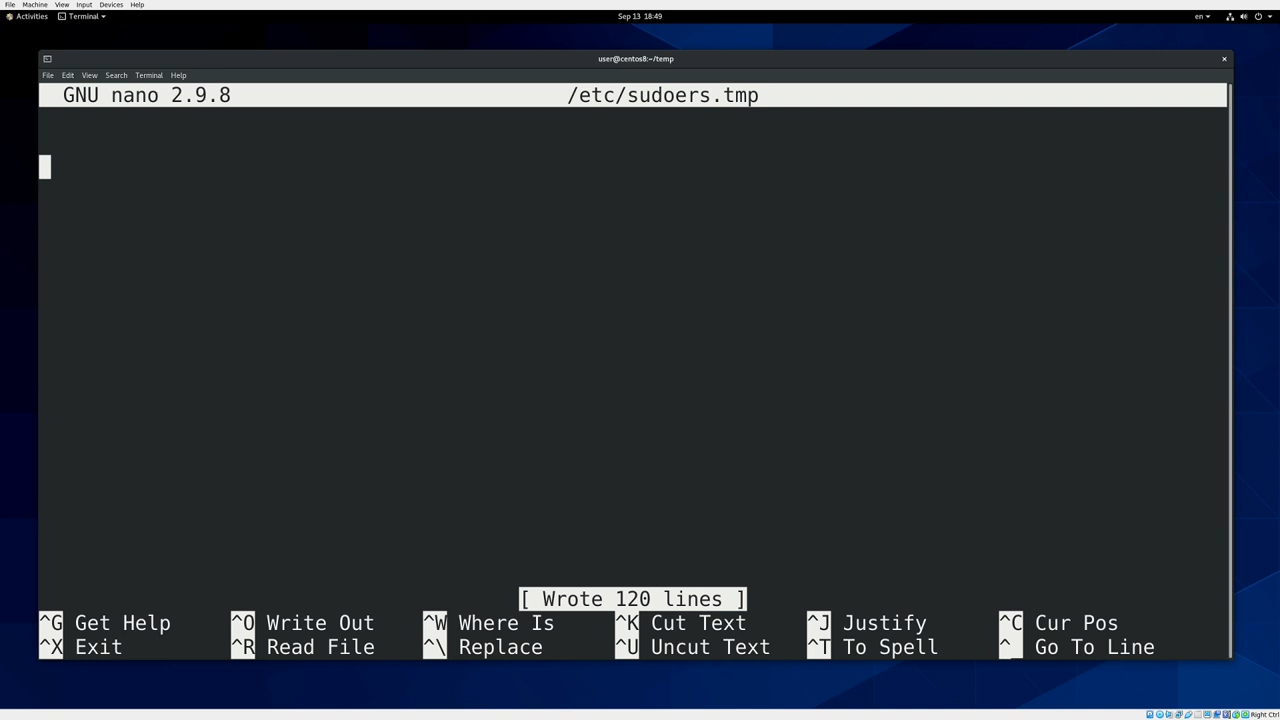 File Machine View Input Devices Help
Activities Terminal Sep 13 18:49 en
user@centos8:~/temp
File Edit View Search Terminal Help
GNU nano 2.9.8 /etc/sudoers.tmp
[ Wrote 120 lines ]
^G Get Help ^O Write Out ^W Where Is ^K Cut Text ^J Justify ^C Cur Pos
^X Exit ^R Read File ^\ Replace ^U Uncut Text ^T To Spell ^_ Go To Line
Right Ctrl